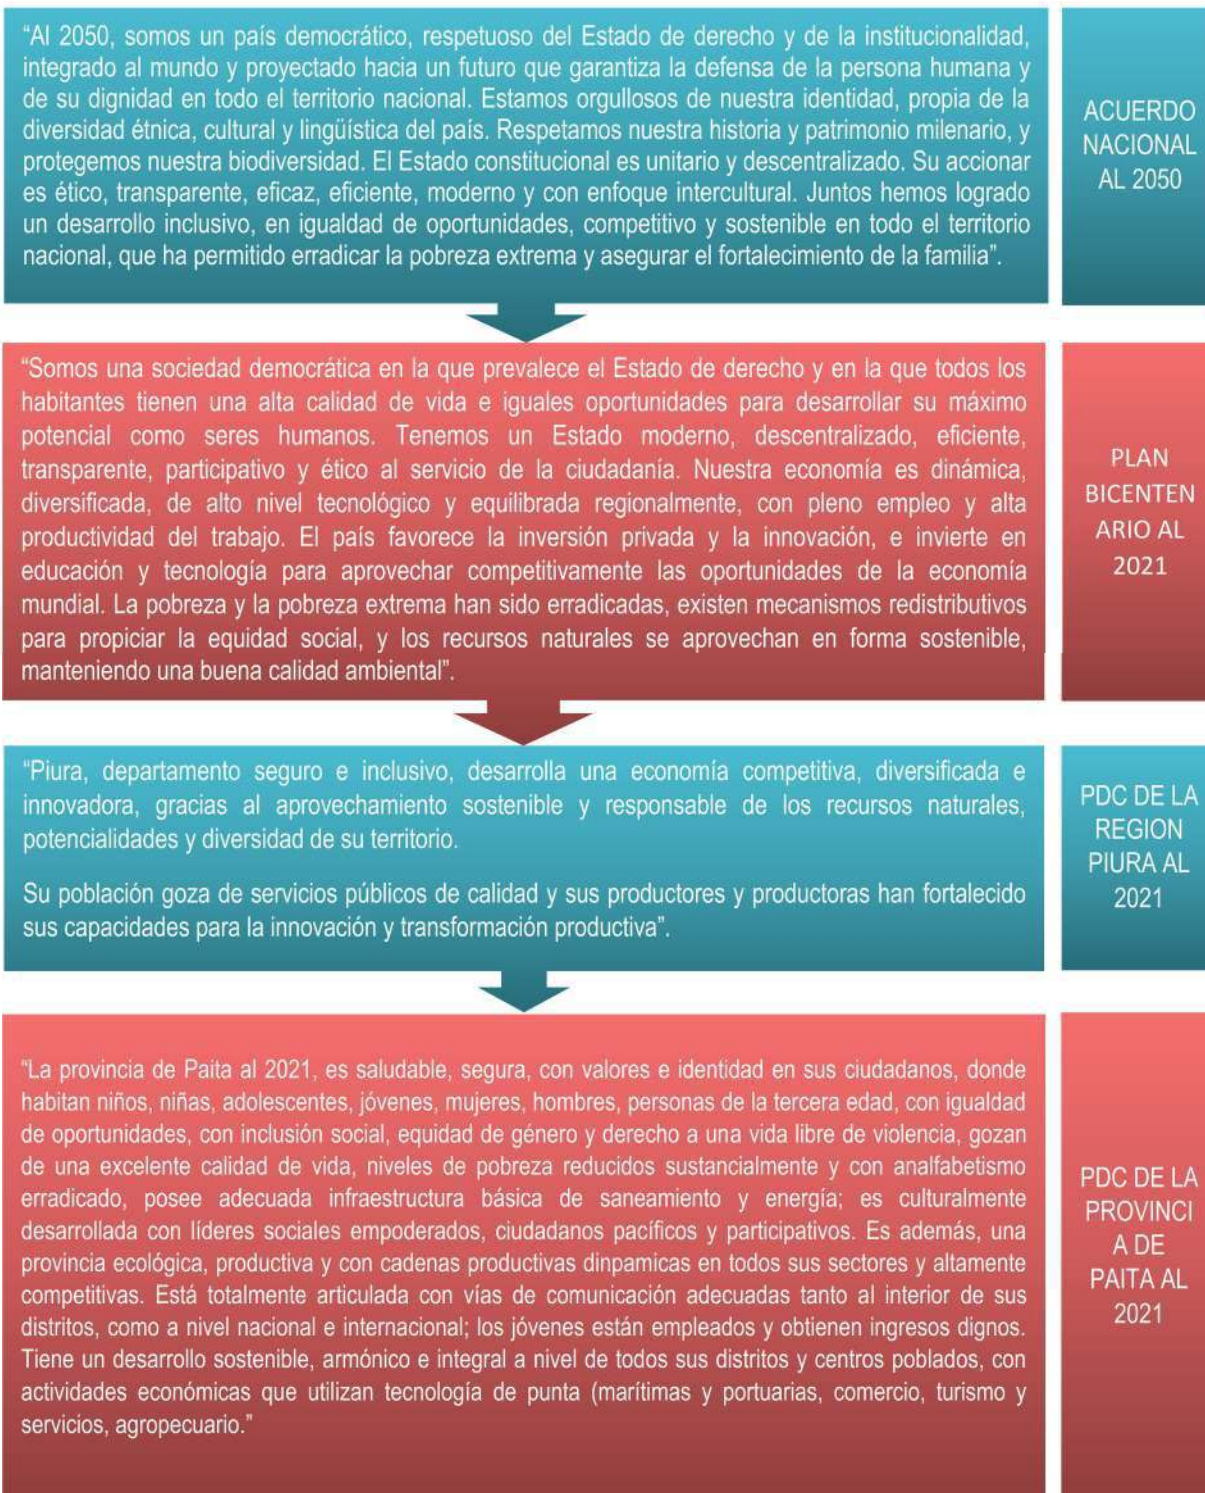 “Al 2050, somos un país democrático, respetuoso del Estado de derecho y de la institucionalidad,
integrado al mundo y proyectado hacia un futuro que garantiza la defensa de la persona humana y
de su dignidad en todo el territorio nacional. Estamos orgullosos de nuestra identidad, propia de la
diversidad étnica, cultural y lingüística del país. Respetamos nuestra historia y patrimonio milenario, y
protegemos nuestra biodiversidad. El Estado constitucional es unitario y descentralizado. Su accionar
es ético, transparente, eficaz, eficiente, moderno y con enfoque intercultural. Juntos hemos logrado
un desarrollo inclusivo, en igualdad de oportunidades, competitivo y sostenible en todo el territorio
nacional, que ha permitido erradicar la pobreza extrema y asegurar el fortalecimiento de la familia”.
ACUERDO
NACIONAL
AL 2050
“Somos una sociedad democrática en la que prevalece el Estado de derecho y en la que todos los
habitantes tienen una alta calidad de vida e iguales oportunidades para desarrollar su máximo
potencial como seres humanos. Tenemos un Estado moderno, descentralizado, eficiente,
transparente, participativo y ético al servicio de la ciudadanía. Nuestra economía es dinámica,
diversificada, de alto nivel tecnológico y equilibrada regionalmente, con pleno empleo y alta
productividad del trabajo. El país favorece la inversión privada y la innovación, e invierte en
educación y tecnología para aprovechar competitivamente las oportunidades de la economía
mundial. La pobreza y la pobreza extrema han sido erradicadas, existen mecanismos redistributivos
para propiciar la equidad social, y los recursos naturales se aprovechan en forma sostenible,
manteniendo una buena calidad ambiental”.
PLAN
BICENTEN
ARIO AL
2021
“Piura, departamento seguro e inclusivo, desarrolla una economía competitiva, diversificada e
innovadora, gracias al aprovechamiento sostenible y responsable de los recursos naturales,
potencialidades y diversidad de su territorio.
Su población goza de servicios públicos de calidad y sus productores y productoras han fortalecido
sus capacidades para la innovación y transformación productiva”.
PDC DE LA
REGION
PIURA AL
2021
“La provincia de Paita al 2021, es saludable, segura, con valores e identidad en sus ciudadanos, donde
habitan niños, niñas, adolescentes, jóvenes, mujeres, hombres, personas de la tercera edad, con igualdad
de oportunidades, con inclusión social, equidad de género y derecho a una vida libre de violencia, gozan
de una excelente calidad de vida, niveles de pobreza reducidos sustancialmente y con analfabetismo
erradicado, posee adecuada infraestructura básica de saneamiento y energía; es culturalmente
desarrollada con líderes sociales empoderados, ciudadanos pacíficos y participativos. Es además, una
provincia ecológica, productiva y con cadenas productivas dinpamicas en todos sus sectores y altamente
competitivas. Está totalmente articulada con vías de comunicación adecuadas tanto al interior de sus
distritos, como a nivel nacional e internacional; los jóvenes están empleados y obtienen ingresos dignos.
Tiene un desarrollo sostenible, armónico e integral a nivel de todos sus distritos y centros poblados, con
actividades económicas que utilizan tecnología de punta (marítimas y portuarias, comercio, turismo y
servicios, agropecuario.”
PDC DE LA
PROVINCI
A DE
PAITA AL
2021